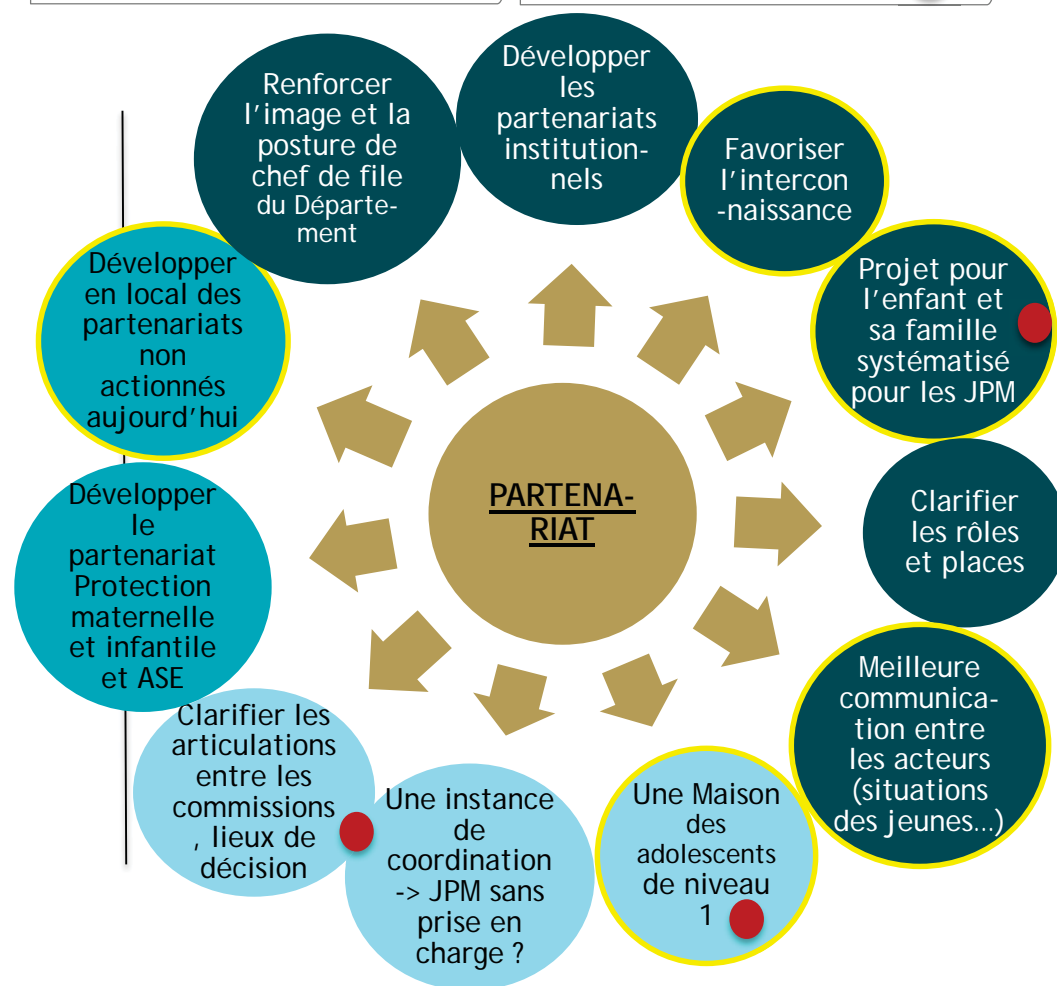 Développer
les
partenariats
institution-
nels
Favoriser
l'intercon
-naissance
Projet pour
l'enfant et
sa famille
systématisé
pour les JPM
Clarifier
les rôles
et places
Meilleure
communica-
tion entre
les acteurs
(situations
des jeunes…)
Une Maison
des
adolescents
de niveau
1
Une instance
de
coordination
-> JPM sans
prise en
charge ?
Clarifier les
articulations
entre les
commissions
, lieux de
décision
Développer
le
partenariat
Protection
maternelle
et infantile
et ASE
Développer
en local des
partenariats
non
actionnés
aujourd'hui
Renforcer
l'image et la
posture de
chef de file
du Départe-
ment
PARTENA-
RIAT